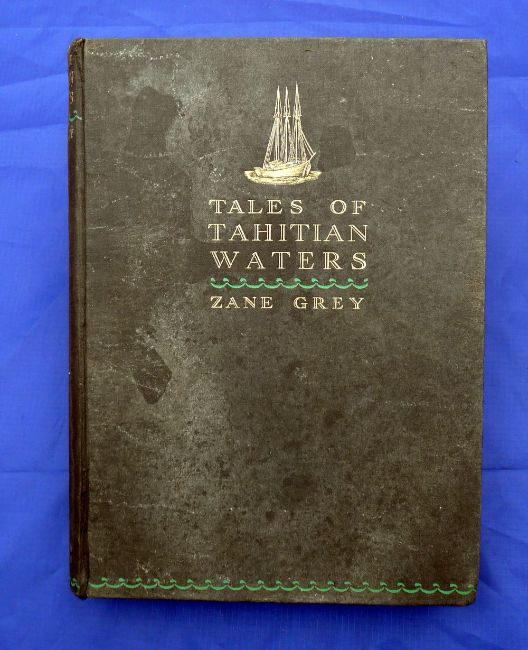 TALES OF
TAHITIAN
WATERS
ZANE GREY